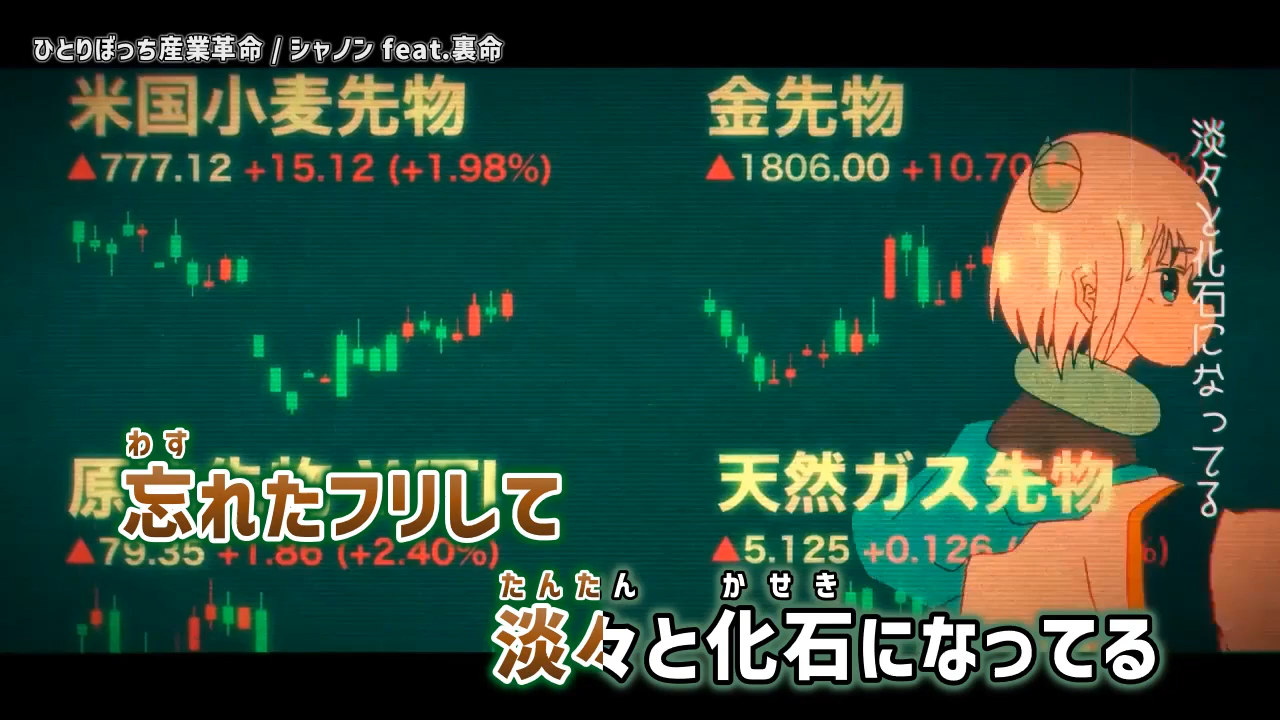 ひとりぼっち産業革命 / シャノン feat.裏命
米国小麦先物
▲777.12 +15.12 (+1.98%)
金先物
▲1806.00 +10.70
淡々と化石になってる
原
▲79.35 +1.86 (+2.40%)
天然ガス先物
▲5.125 +0.126
わす
忘れたフリして
たんたん かせき
淡々と化石になってる